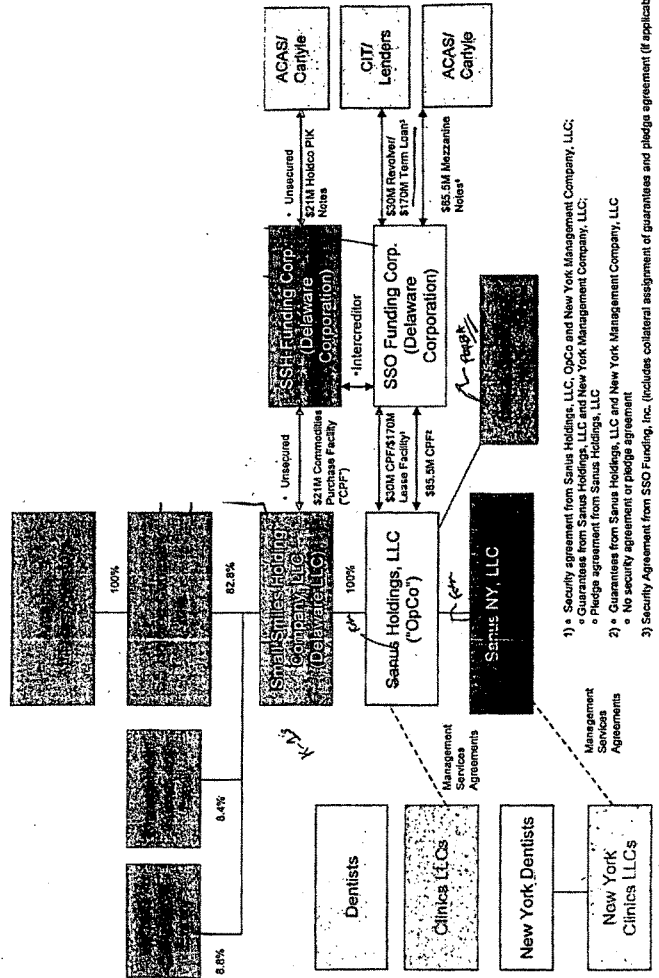 100%
82.8%
8.4%
8.8%
Small Smiles Holding
Company, LLC
(Delaware LLC)
• Unsecured
$21M Commodities
Purchase Facility
("CPF")
SSH Funding Corp.
(Delaware
Corporation)
• Unsecured
$21M Holdco PIK
Notes
ACAS/
Carlyle
•Intercreditor
100%
Sanus Holdings, LLC
("OpCo")
$30M CPF/$170M
Lease Facility¹
$85.5M CPF²
SSO Funding Corp.
(Delaware
Corporation)
$30M Revolver/
$170M Term Loan³
CIT/
Lenders
$85.5M Mezzanine
Notes⁴
ACAS/
Carlyle
Sanus NY, LLC
Management
Services
Agreements
Management
Services
Agreements
Dentists
Clinics LLCs
New York Dentists
New York
Clinics LLCs
1) • Security agreement from Sanus Holdings, LLC, OpCo and New York Management Company, LLC;
• Guarantees from Sanus Holdings, LLC and New York Management Company, LLC;
• Pledge agreement from Sanus Holdings, LLC
2) • Guarantees from Sanus Holdings, LLC and New York Management Company, LLC
• No security agreement or pledge agreement
3) Security Agreement from SSO Funding, Inc. (includes collateral assignment of guarantees and pledge agreement (if applicab